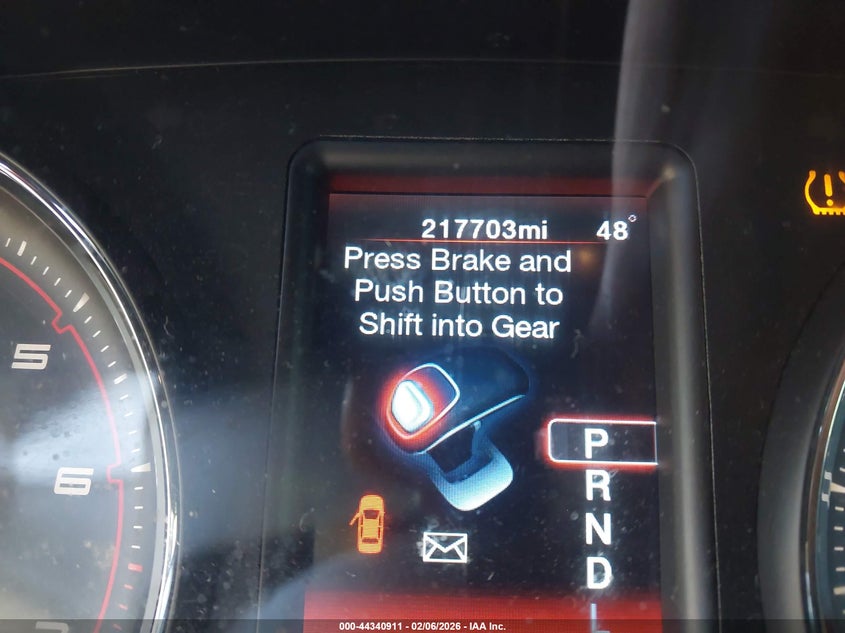 217703mi 48°
Press Brake and
Push Button to
Shift into Gear
5
P
6
R
N
D
000-44340911 - 02/06/2026 - IAA Inc.